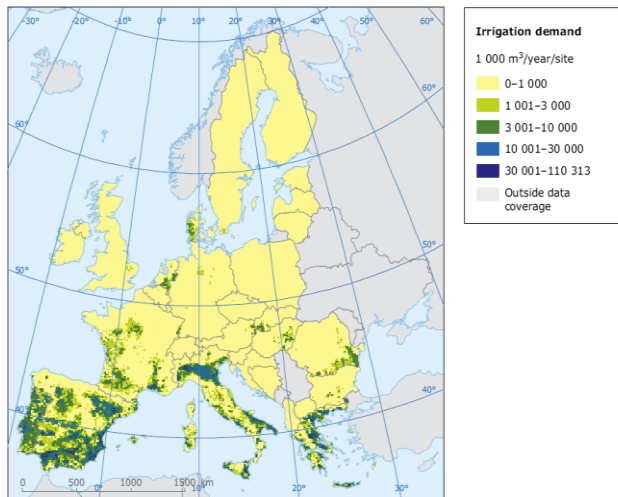 -30° -20° -10° 0° 10° 20° 30° 40° 50° 60°
60°
60°
50°
50°
40°
40°
0 500 1000 1500 km
0° 10° 20° 30°
Irrigation demand
1 000 m³/year/site
0–1 000
1 001–3 000
3 001–10 000
10 001–30 000
30 001–110 313
Outside data
coverage